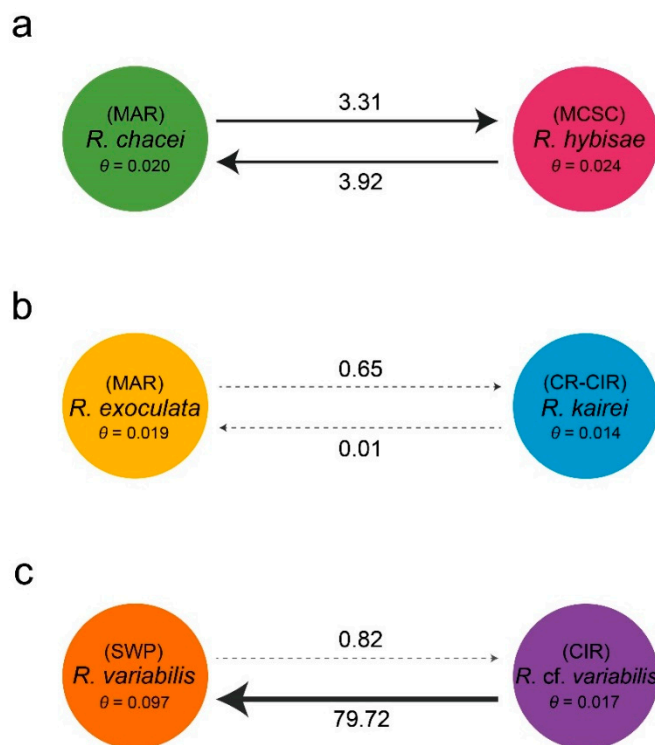 a
(MAR)
R. chacei
θ = 0.020
3.31
3.92
(MCSC)
R. hybisae
θ = 0.024
b
(MAR)
R. exoculata
θ = 0.019
0.65
0.01
(CR-CIR)
R. kairei
θ = 0.014
c
(SWP)
R. variabilis
θ = 0.097
0.82
79.72
(CIR)
R. cf. variabilis
θ = 0.017